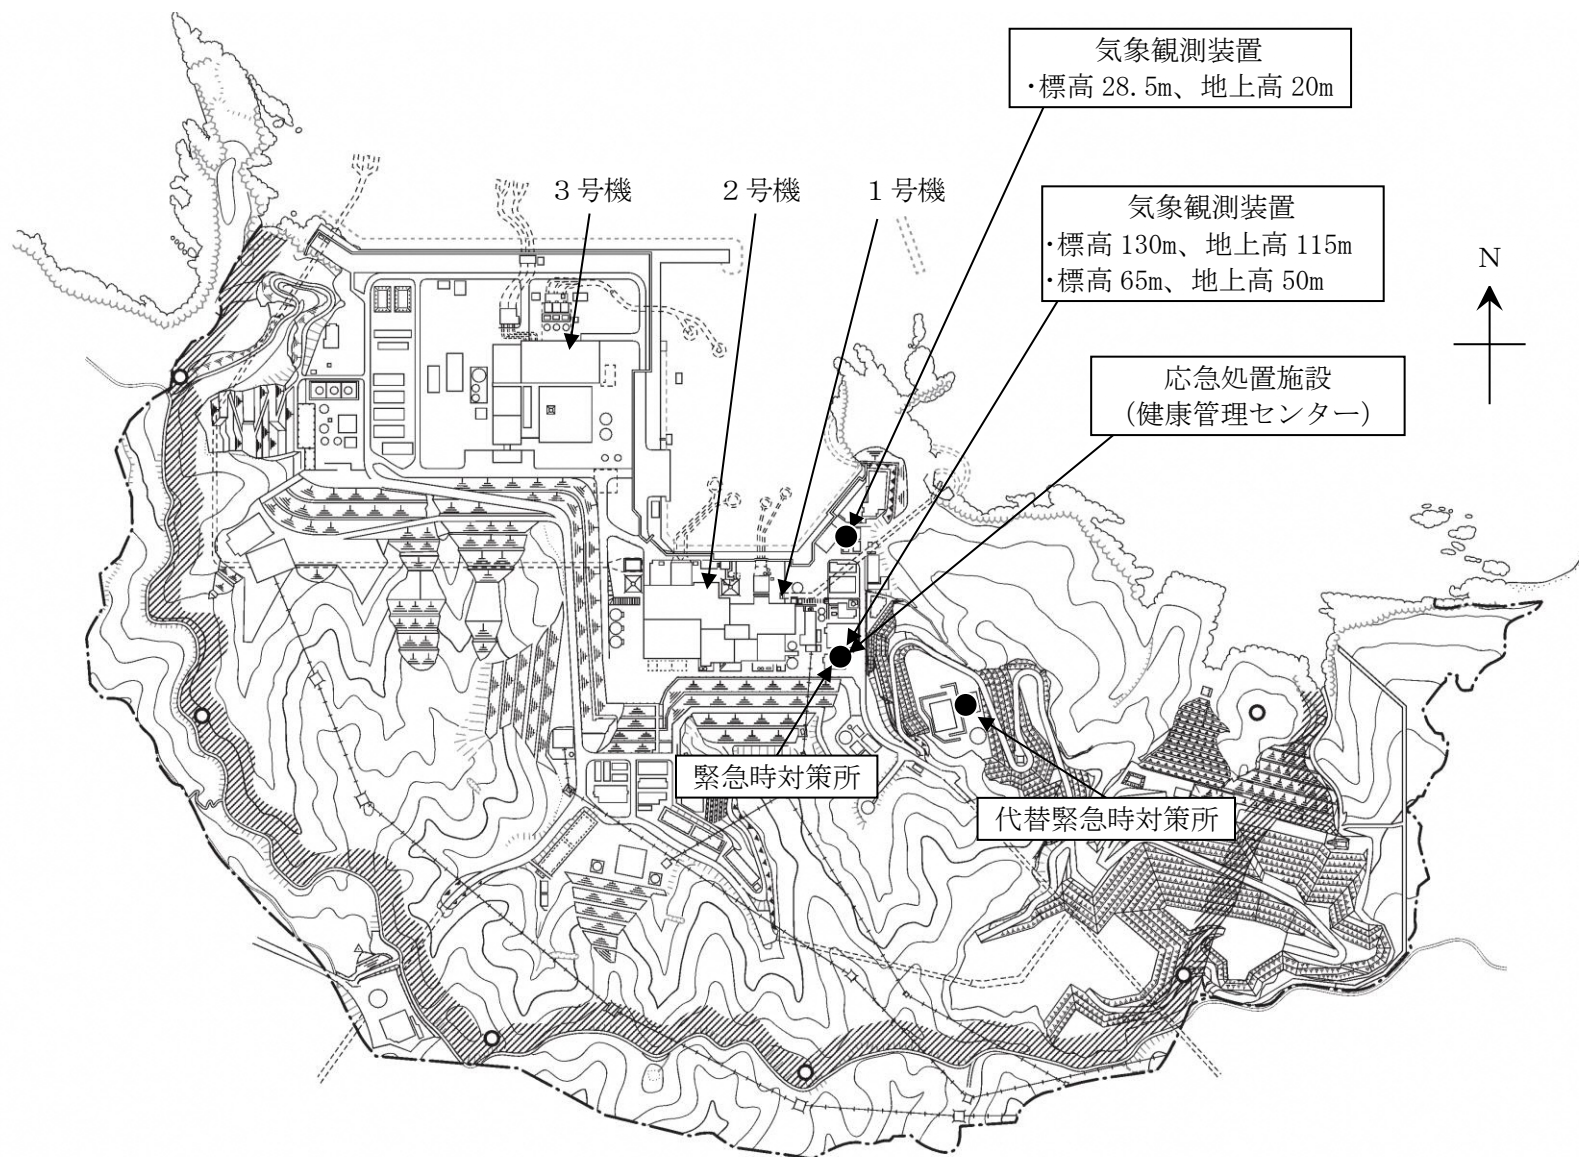 気象観測装置
・標高 28.5m、地上高 20m
3 号機
2 号機
1 号機
気象観測装置
・標高 130m、地上高 115m
・標高 65m、地上高 50m
N
応急処置施設
(健康管理センター)
緊急時対策所
代替緊急時対策所